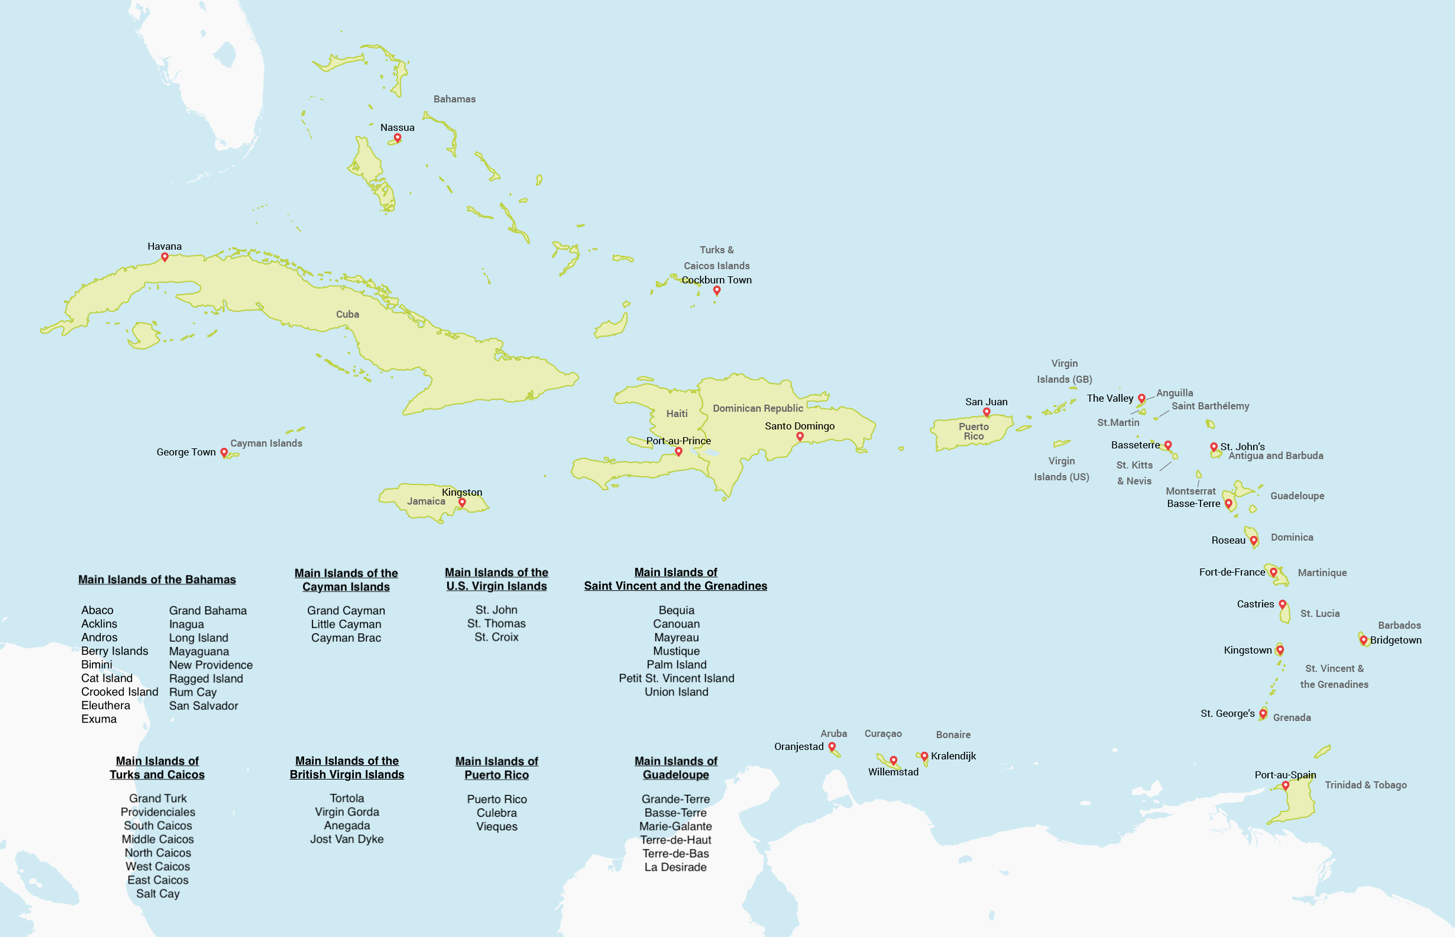 Bahamas
Nassua
Havana
Turks &
Caicos Islands
Cockburn Town
Cuba
Virgin
Islands (GB)
The Valley
Anguilla
Saint Barthélemy
St.Martin
San Juan
Puerto
Rico
Haiti
Dominican Republic
Santo Domingo
Port-au-Prince
Cayman Islands
George Town
Basseterre
St. John's
Antigua and Barbuda
Virgin
Islands (US)
St. Kitts
& Nevis
Montserrat
Guadeloupe
Basse-Terre
Kingston
Jamaica
Roseau
Dominica
Fort-de-France
Martinique
Castries
St. Lucia
Barbados
Bridgetown
Kingstown
St. Vincent &
the Grenadines
St. George's
Grenada
Aruba
Curaçao
Bonaire
Oranjestad
Willemstad
Kralendijk
Port-au-Spain
Trinidad & Tobago
Main Islands of the Bahamas
Abaco
Acklins
Andros
Berry Islands
Bimini
Cat Island
Crooked Island
Eleuthera
Exuma
Grand Bahama
Inagua
Long Island
Mayaguana
New Providence
Ragged Island
Rum Cay
San Salvador
Main Islands of the
Cayman Islands
Grand Cayman
Little Cayman
Cayman Brac
Main Islands of the
U.S. Virgin Islands
St. John
St. Thomas
St. Croix
Main Islands of
Saint Vincent and the Grenadines
Bequia
Canouan
Mayreau
Mustique
Palm Island
Petit St. Vincent Island
Union Island
Main Islands of
Turks and Caicos
Grand Turk
Providenciales
South Caicos
Middle Caicos
North Caicos
West Caicos
East Caicos
Salt Cay
Main Islands of the
British Virgin Islands
Tortola
Virgin Gorda
Anegada
Jost Van Dyke
Main Islands of
Puerto Rico
Puerto Rico
Culebra
Vieques
Main Islands of
Guadeloupe
Grande-Terre
Basse-Terre
Marie-Galante
Terre-de-Haut
Terre-de-Bas
La Desirade